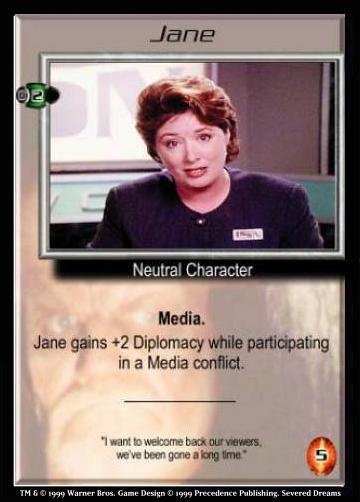 Jane
2
Neutral Character
Media.
Jane gains +2 Diplomacy while participating
in a Media conflict.
"I want to welcome back our viewers,
we've been gone a long time."
5
TM & © 1999 Warner Bros. Game Design © 1999 Precedence Publishing. Severed Dreams